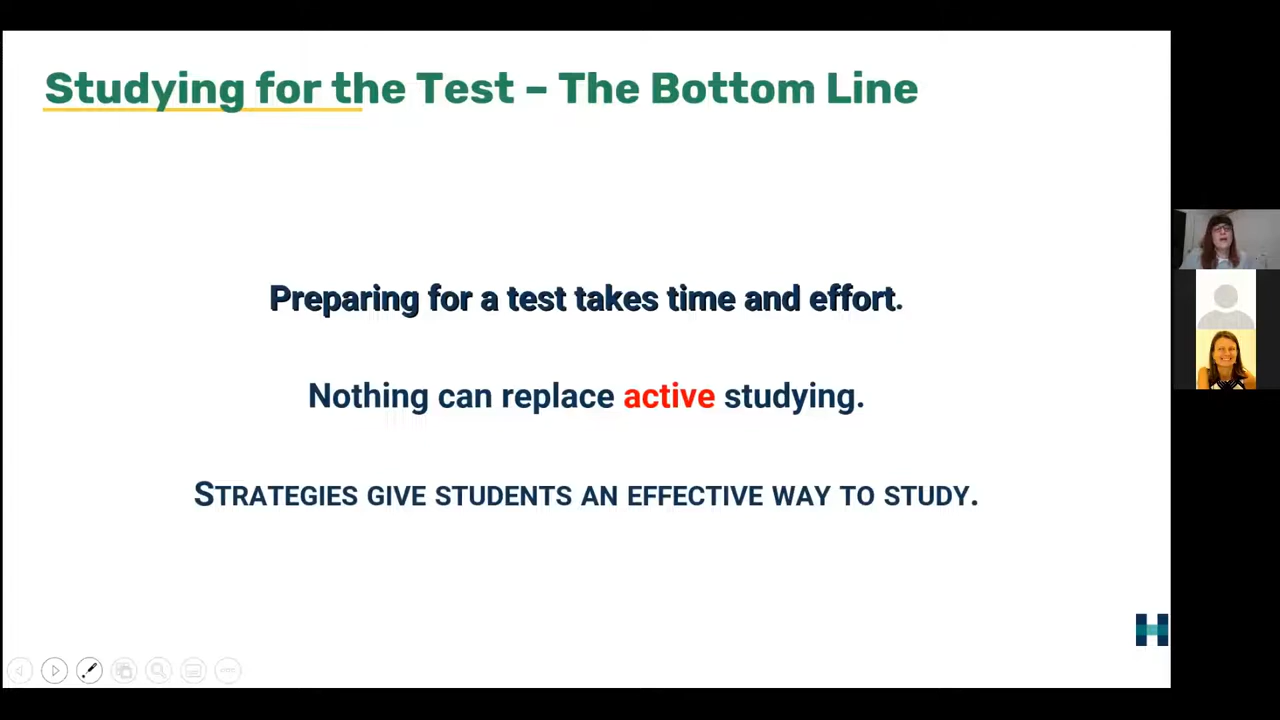 Studying for the Test – The Bottom Line
Preparing for a test takes time and effort.
Nothing can replace active studying.
STRATEGIES GIVE STUDENTS AN EFFECTIVE WAY TO STUDY.
H